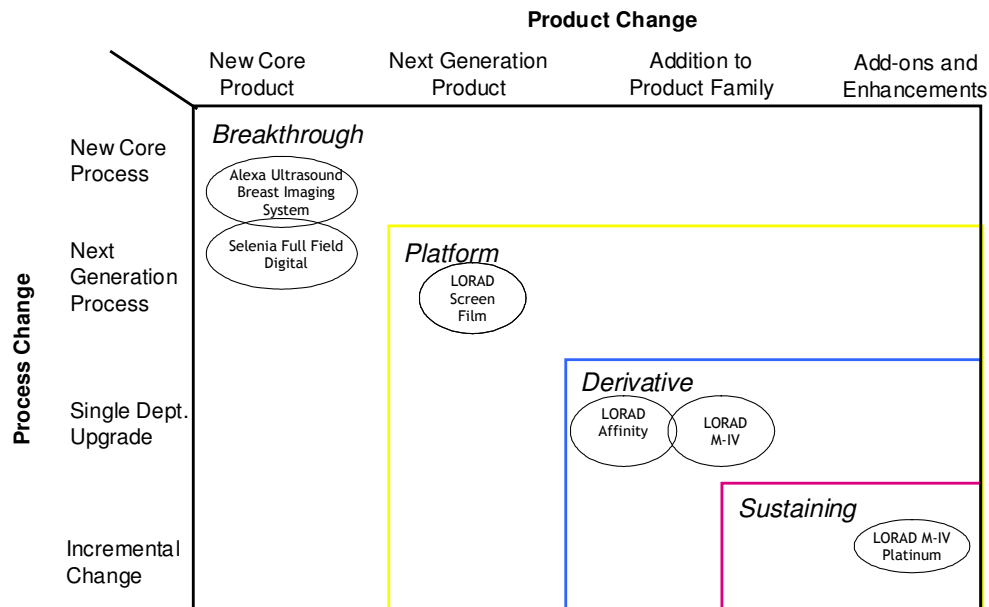 Product Change
New Core
Product
Next Generation
Product
Addition to
Product Family
Add-ons and
Enhancements
Process Change
New Core
Process
Next
Generation
Process
Single Dept.
Upgrade
Incremental
Change
Breakthrough
Alexa Ultrasound
Breast Imaging
System
Selenia Full Field
Digital
Platform
LORAD
Screen
Film
Derivative
LORAD
Affinity
LORAD
M-IV
Sustaining
LORAD M-IV
Platinum